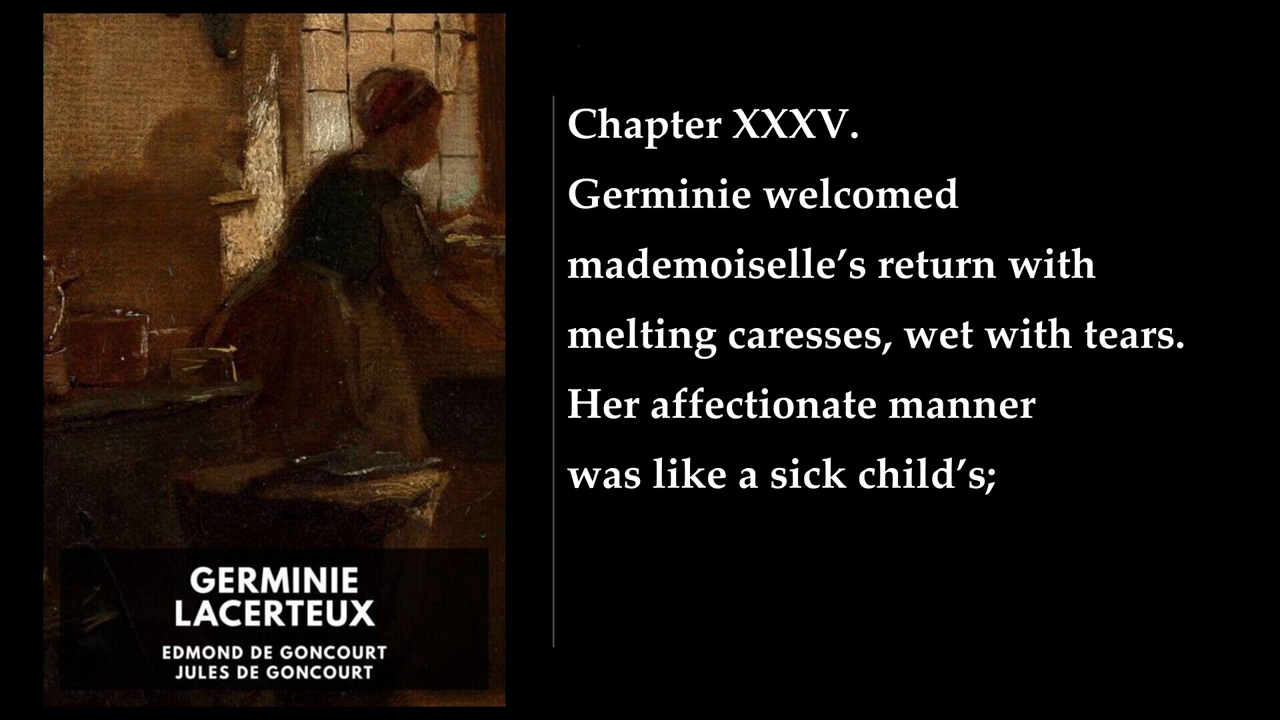 Chapter XXXV.
Germinie welcomed
mademoiselle’s return with
melting caresses, wet with tears.
Her affectionate manner
was like a sick child’s;
GERMINIE
LACERTEUX
EDMOND DE GONCOURT
JULES DE GONCOURT